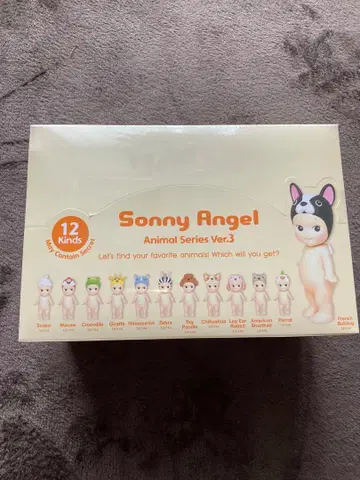 12
Kinds
May Contain Secret
Sonny Angel
Animal Series Ver.3
Let's find your favorite animals! Which will you get?
Swan
Mouse
Crocodile
Giraffe
Rhinoceros
Zebra
Toy
Poodle
Chihuahua
Lop Ear
Rabbit
American
Shorthair
Parrot
French
Bulldog